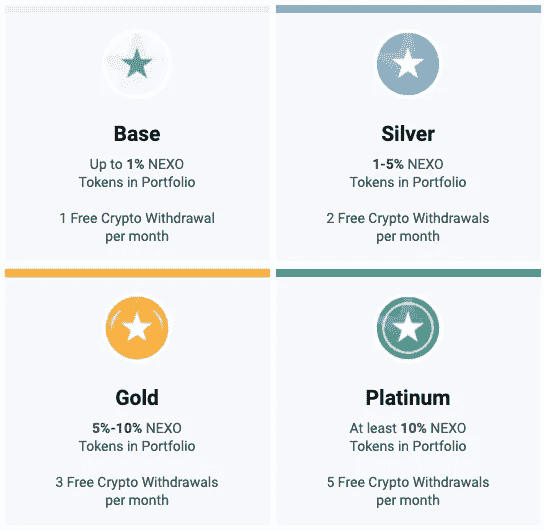 Base
Up to 1% NEXO
Tokens in Portfolio
1 Free Crypto Withdrawal
per month
Silver
1-5% NEXO
Tokens in Portfolio
2 Free Crypto Withdrawals
per month
Gold
5%-10% NEXO
Tokens in Portfolio
3 Free Crypto Withdrawals
per month
Platinum
At least 10% NEXO
Tokens in Portfolio
5 Free Crypto Withdrawals
per month